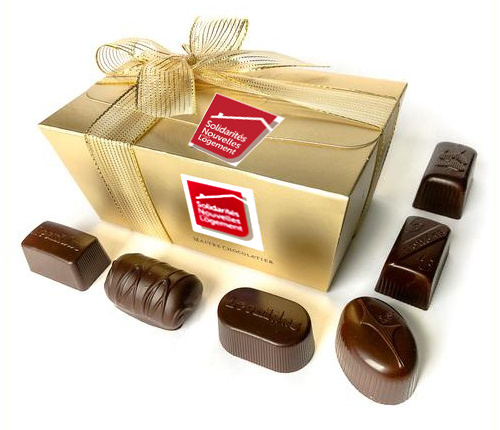 Solidarités
Nouvelles
Logement
Solidarités
Nouvelles
Logement
MAITRE CHOCOLATIER